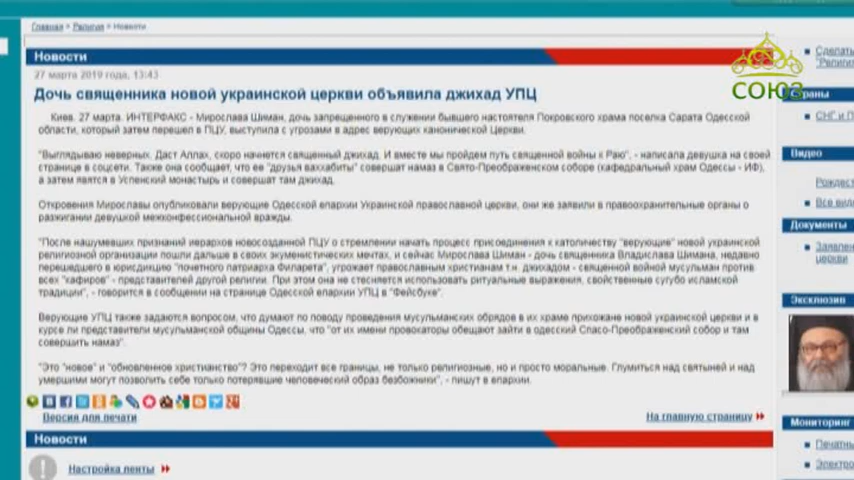 Главная » Религия » Новости
Новости
27 марта 2019 года, 13:43
Дочь священника новой украинской церкви объявила джихад УПЦ
Киев. 27 марта. ИНТЕРФАКС - Мирослава Шиман, дочь запрещенного в служении бывшего настоятеля Покровского храма поселка Сарата Одесской
области, который затем перешел в ПЦУ, выступила с угрозами в адрес верующих канонической Церкви.
"Выглядываю неверных. Даст Аллах, скоро начнется священный джихад. И вместе мы пройдем путь священной войны к Раю", - написала девушка на своей
странице в соцсети. Также она сообщает, что ее "друзья ваххабиты" совершат намаз в Свято-Преображенском соборе (кафедральный храм Одессы - ИФ),
а затем явятся в Успенский монастырь и совершат там джихад.
Откровения Мирославы опубликовали верующие Одесской епархии Украинской православной церкви, они же заявили в правоохранительные органы о
разжигании девушкой межконфессиональной вражды.
"После нашумевших признаний иерархов новосозданной ПЦУ о стремлении начать процесс присоединения к католичеству "верующие" новой украинской
религиозной организации пошли дальше в своих экуменистических мечтах, и сейчас Мирослава Шиман - дочь священника Владислава Шимана, недавно
перешедшего в юрисдицию "почетного патриарха Филарета", угрожает православным христианам т.н. джихадом - священной войной мусульман против
всех "кафиров" - представителей другой религии. При этом она не стесняется использовать ритуальные выражения, свойственные сугубо исламской
традиции", - говорится в сообщении на странице Одесской епархии УПЦ в "Фейсбуке".
Верующие УПЦ также задаются вопросом, что думают по поводу проведения мусульманских обрядов в их храме прихожане новой украинской церкви и в
курсе ли представители мусульманской общины Одессы, что "от их имени провокаторы обещают зайти в одесский Спасо-Преображенский собор и там
совершить намаз".
"Это "новое" и "обновленное христианство"? Это переходит все границы, не только религиозные, но и просто моральные. Глумиться над святыней и над
умершими могут позволить себе только потерявшие человеческий образ безбожники", - пишут в епархии.
Версия для печати
На главную страницу
Новости
Настройка ленты
СОЮЗ
Сделать
"Религия
Страны
СНГ и П
Видео
Рождест
Все вид
Документы
Заявлен
церкви
Эксклюзив
Мониторинг
Печатны
Электро